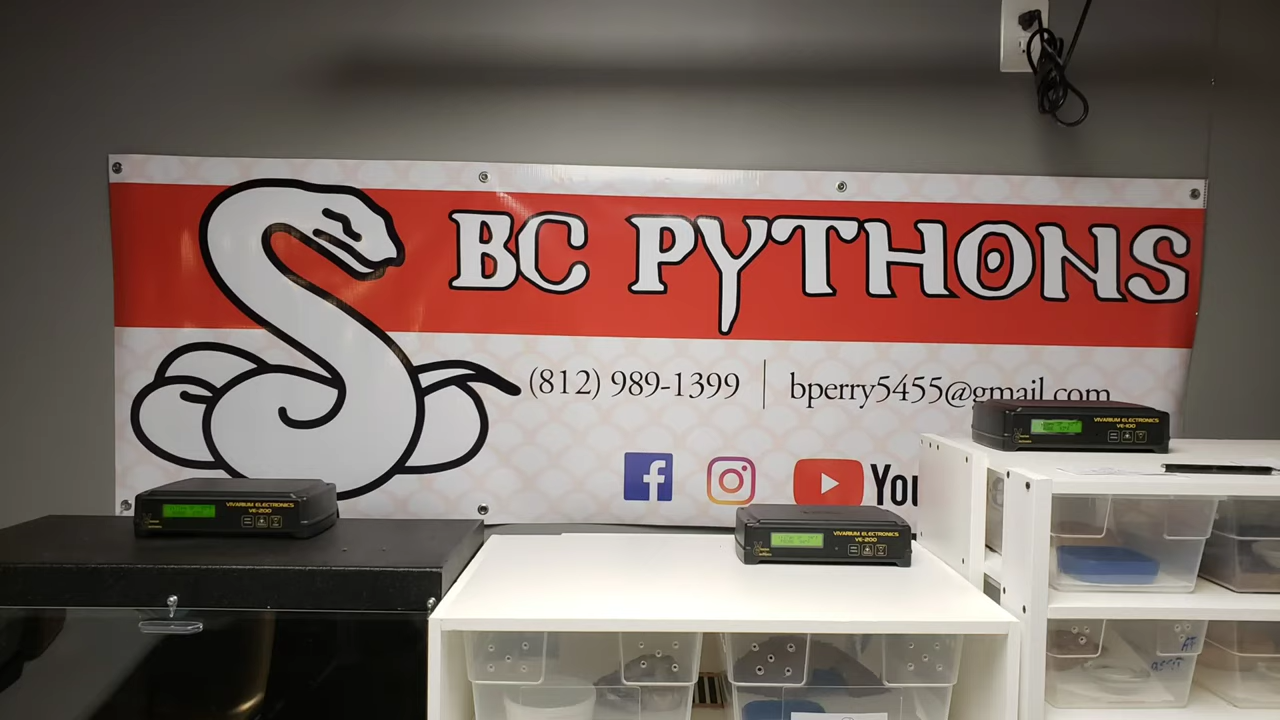 BC PYTHONS
(812) 989-1399 | bperry5455@gmail.com
You
VIVARIUM ELECTRONICS
VE-100
VIVARIUM ELECTRONICS
VE-200
VIVARIUM ELECTRONICS
VE-200